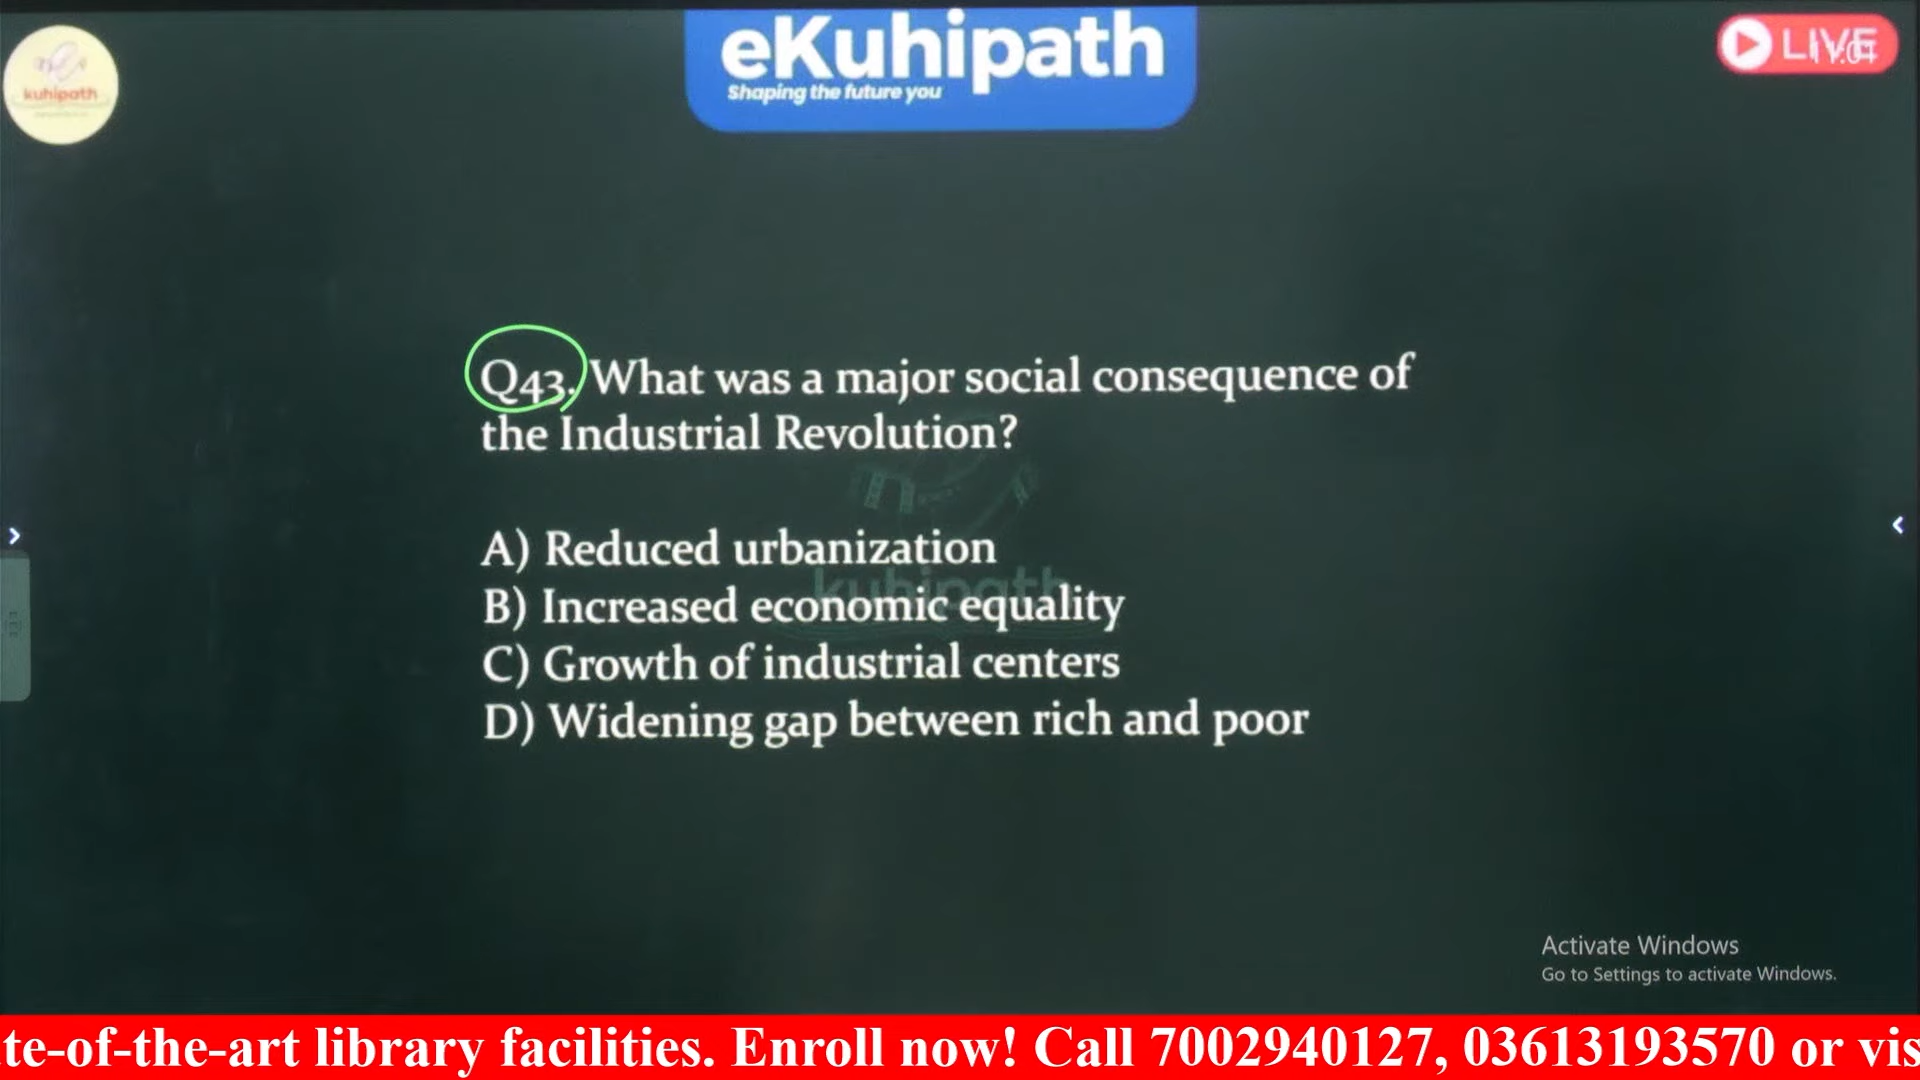 eKuhipath
Shaping the future you
kuhipath
LIVE
Q43. What was a major social consequence of
the Industrial Revolution?
kuhipath
A) Reduced urbanization
B) Increased economic equality
C) Growth of industrial centers
D) Widening gap between rich and poor
Activate Windows
Go to Settings to activate Windows.
te-of-the-art library facilities. Enroll now! Call 7002940127, 03613193570 or vis